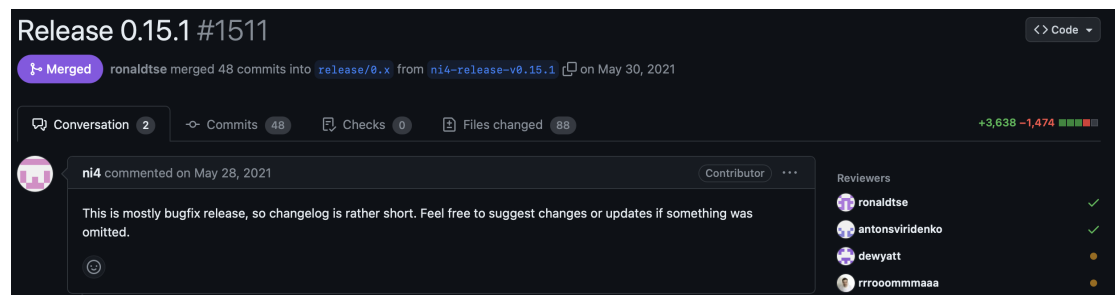 Release 0.15.1 #1511
<> Code
Merged ronaldtse merged 48 commits into release/0.x from ni4-release-v0.15.1 on May 30, 2021
Conversation 2 Commits 48 Checks 0 Files changed 88
+3,638 −1,474
ni4 commented on May 28, 2021
Contributor
This is mostly bugfix release, so changelog is rather short. Feel free to suggest changes or updates if something was
omitted.
Reviewers
ronaldtse
antonsviridenko
dewyatt
rrrooommmaaa